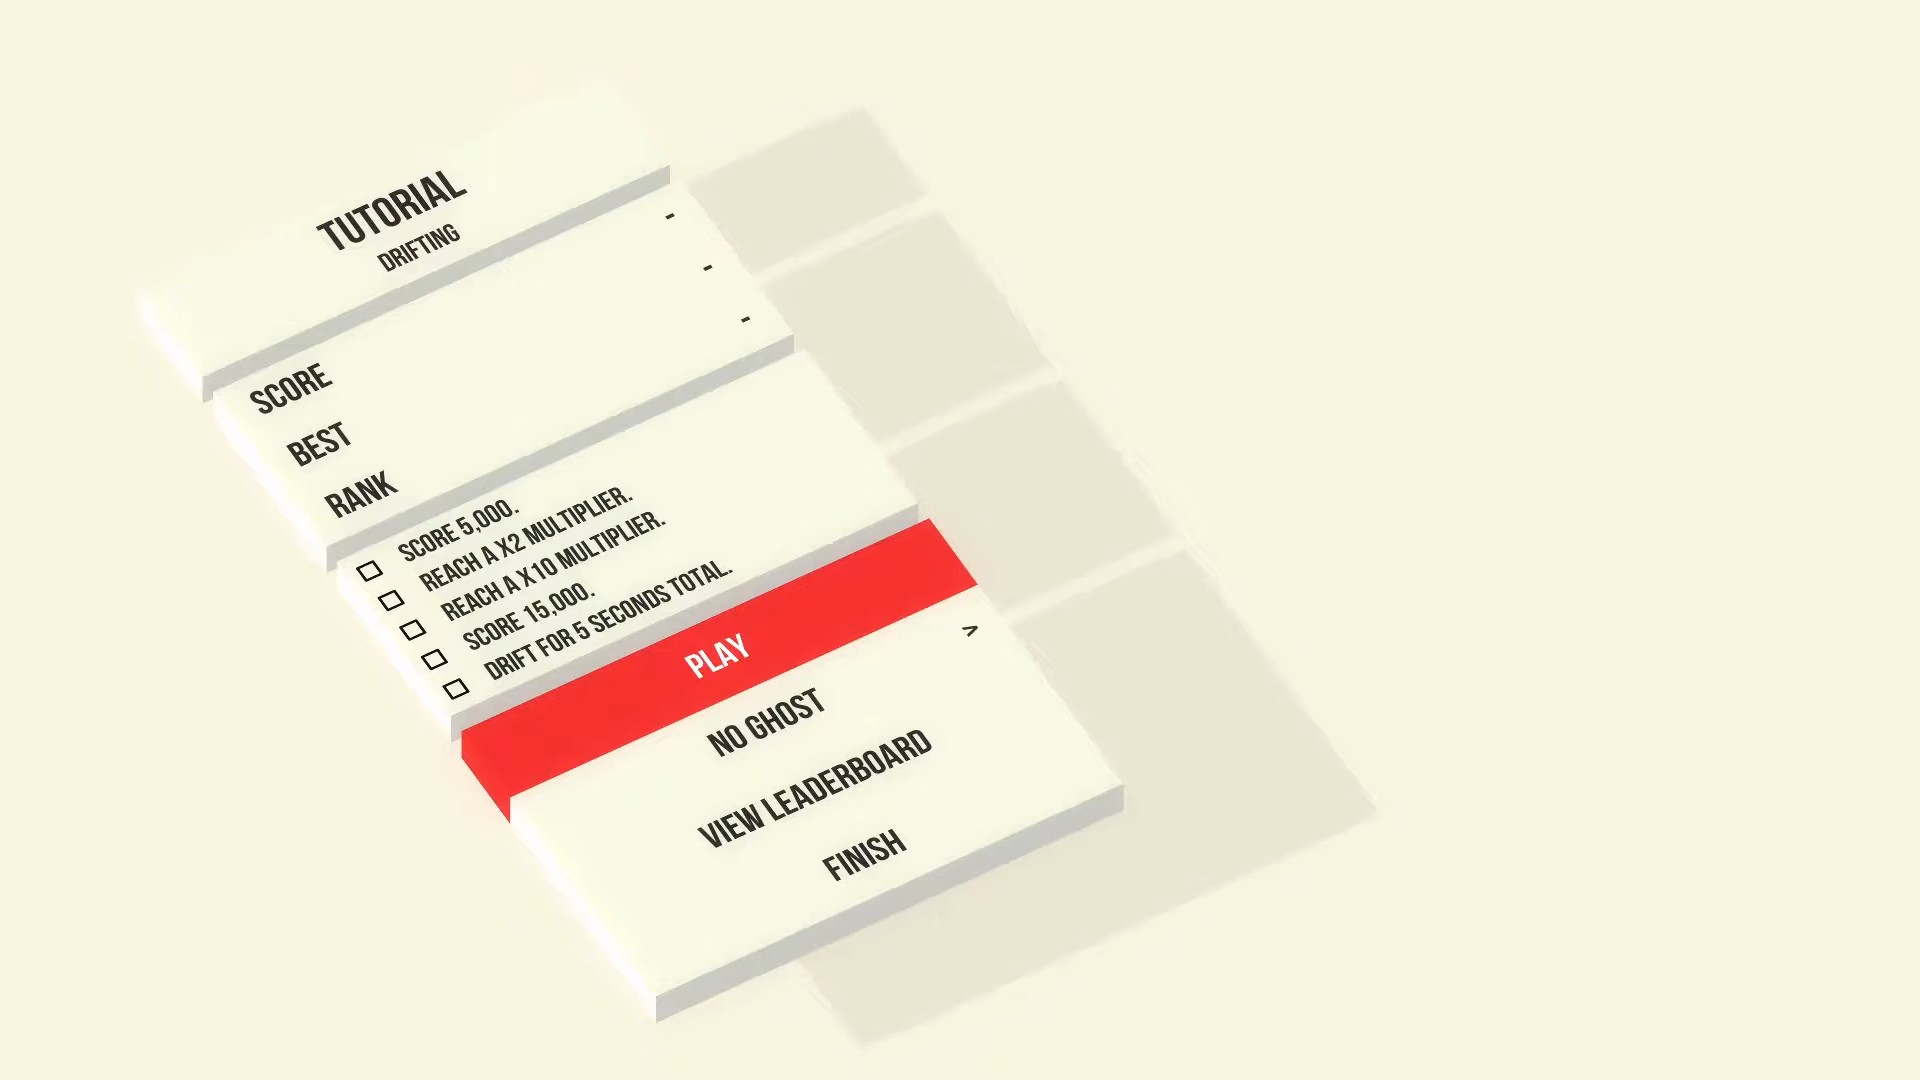 TUTORIAL
DRIFTING
SCORE -
BEST -
RANK -
SCORE 5,000.
REACH A X2 MULTIPLIER.
REACH A X10 MULTIPLIER.
SCORE 15,000.
DRIFT FOR 5 SECONDS TOTAL.
PLAY
NO GHOST >
VIEW LEADERBOARD
FINISH